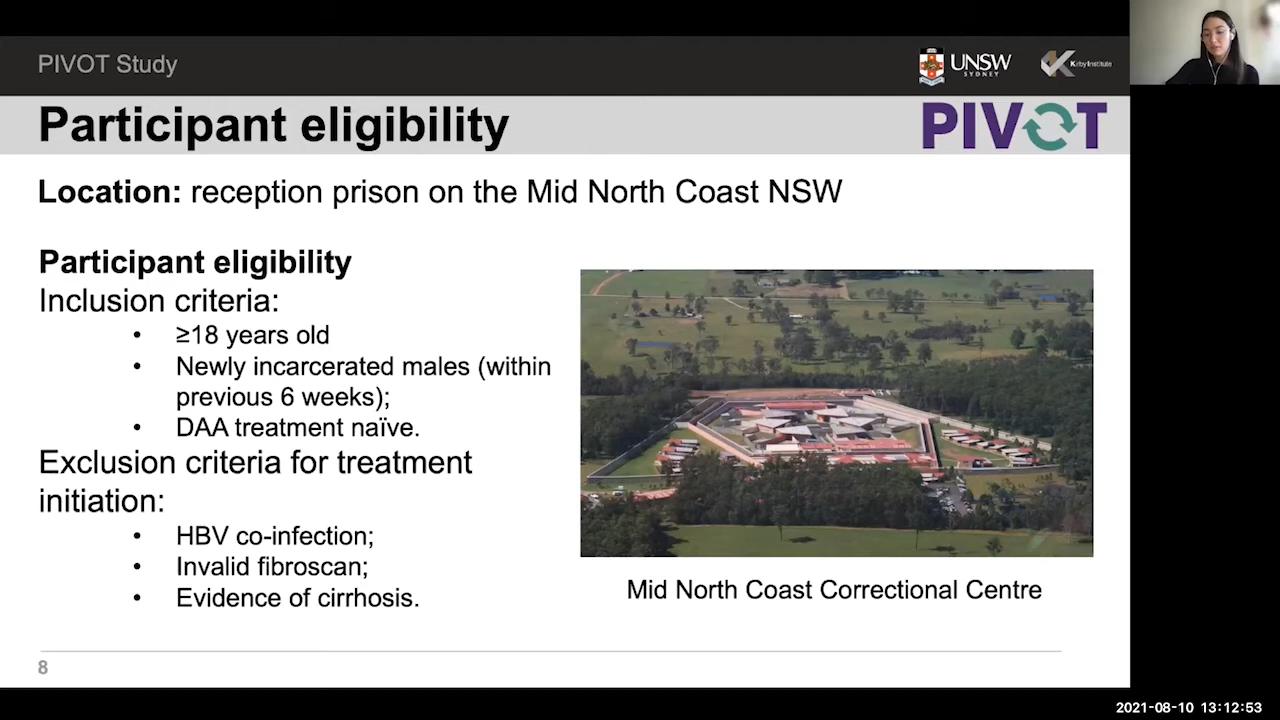 PIVOT Study
UNSW
SYDNEY
Kirby Institute
Participant eligibility
PIVOT
Location: reception prison on the Mid North Coast NSW
Participant eligibility
Inclusion criteria:
• ≥18 years old
• Newly incarcerated males (within
previous 6 weeks);
• DAA treatment naïve.
Exclusion criteria for treatment
initiation:
• HBV co-infection;
• Invalid fibroscan;
• Evidence of cirrhosis.
Mid North Coast Correctional Centre
8
2021-08-10 13:12:53